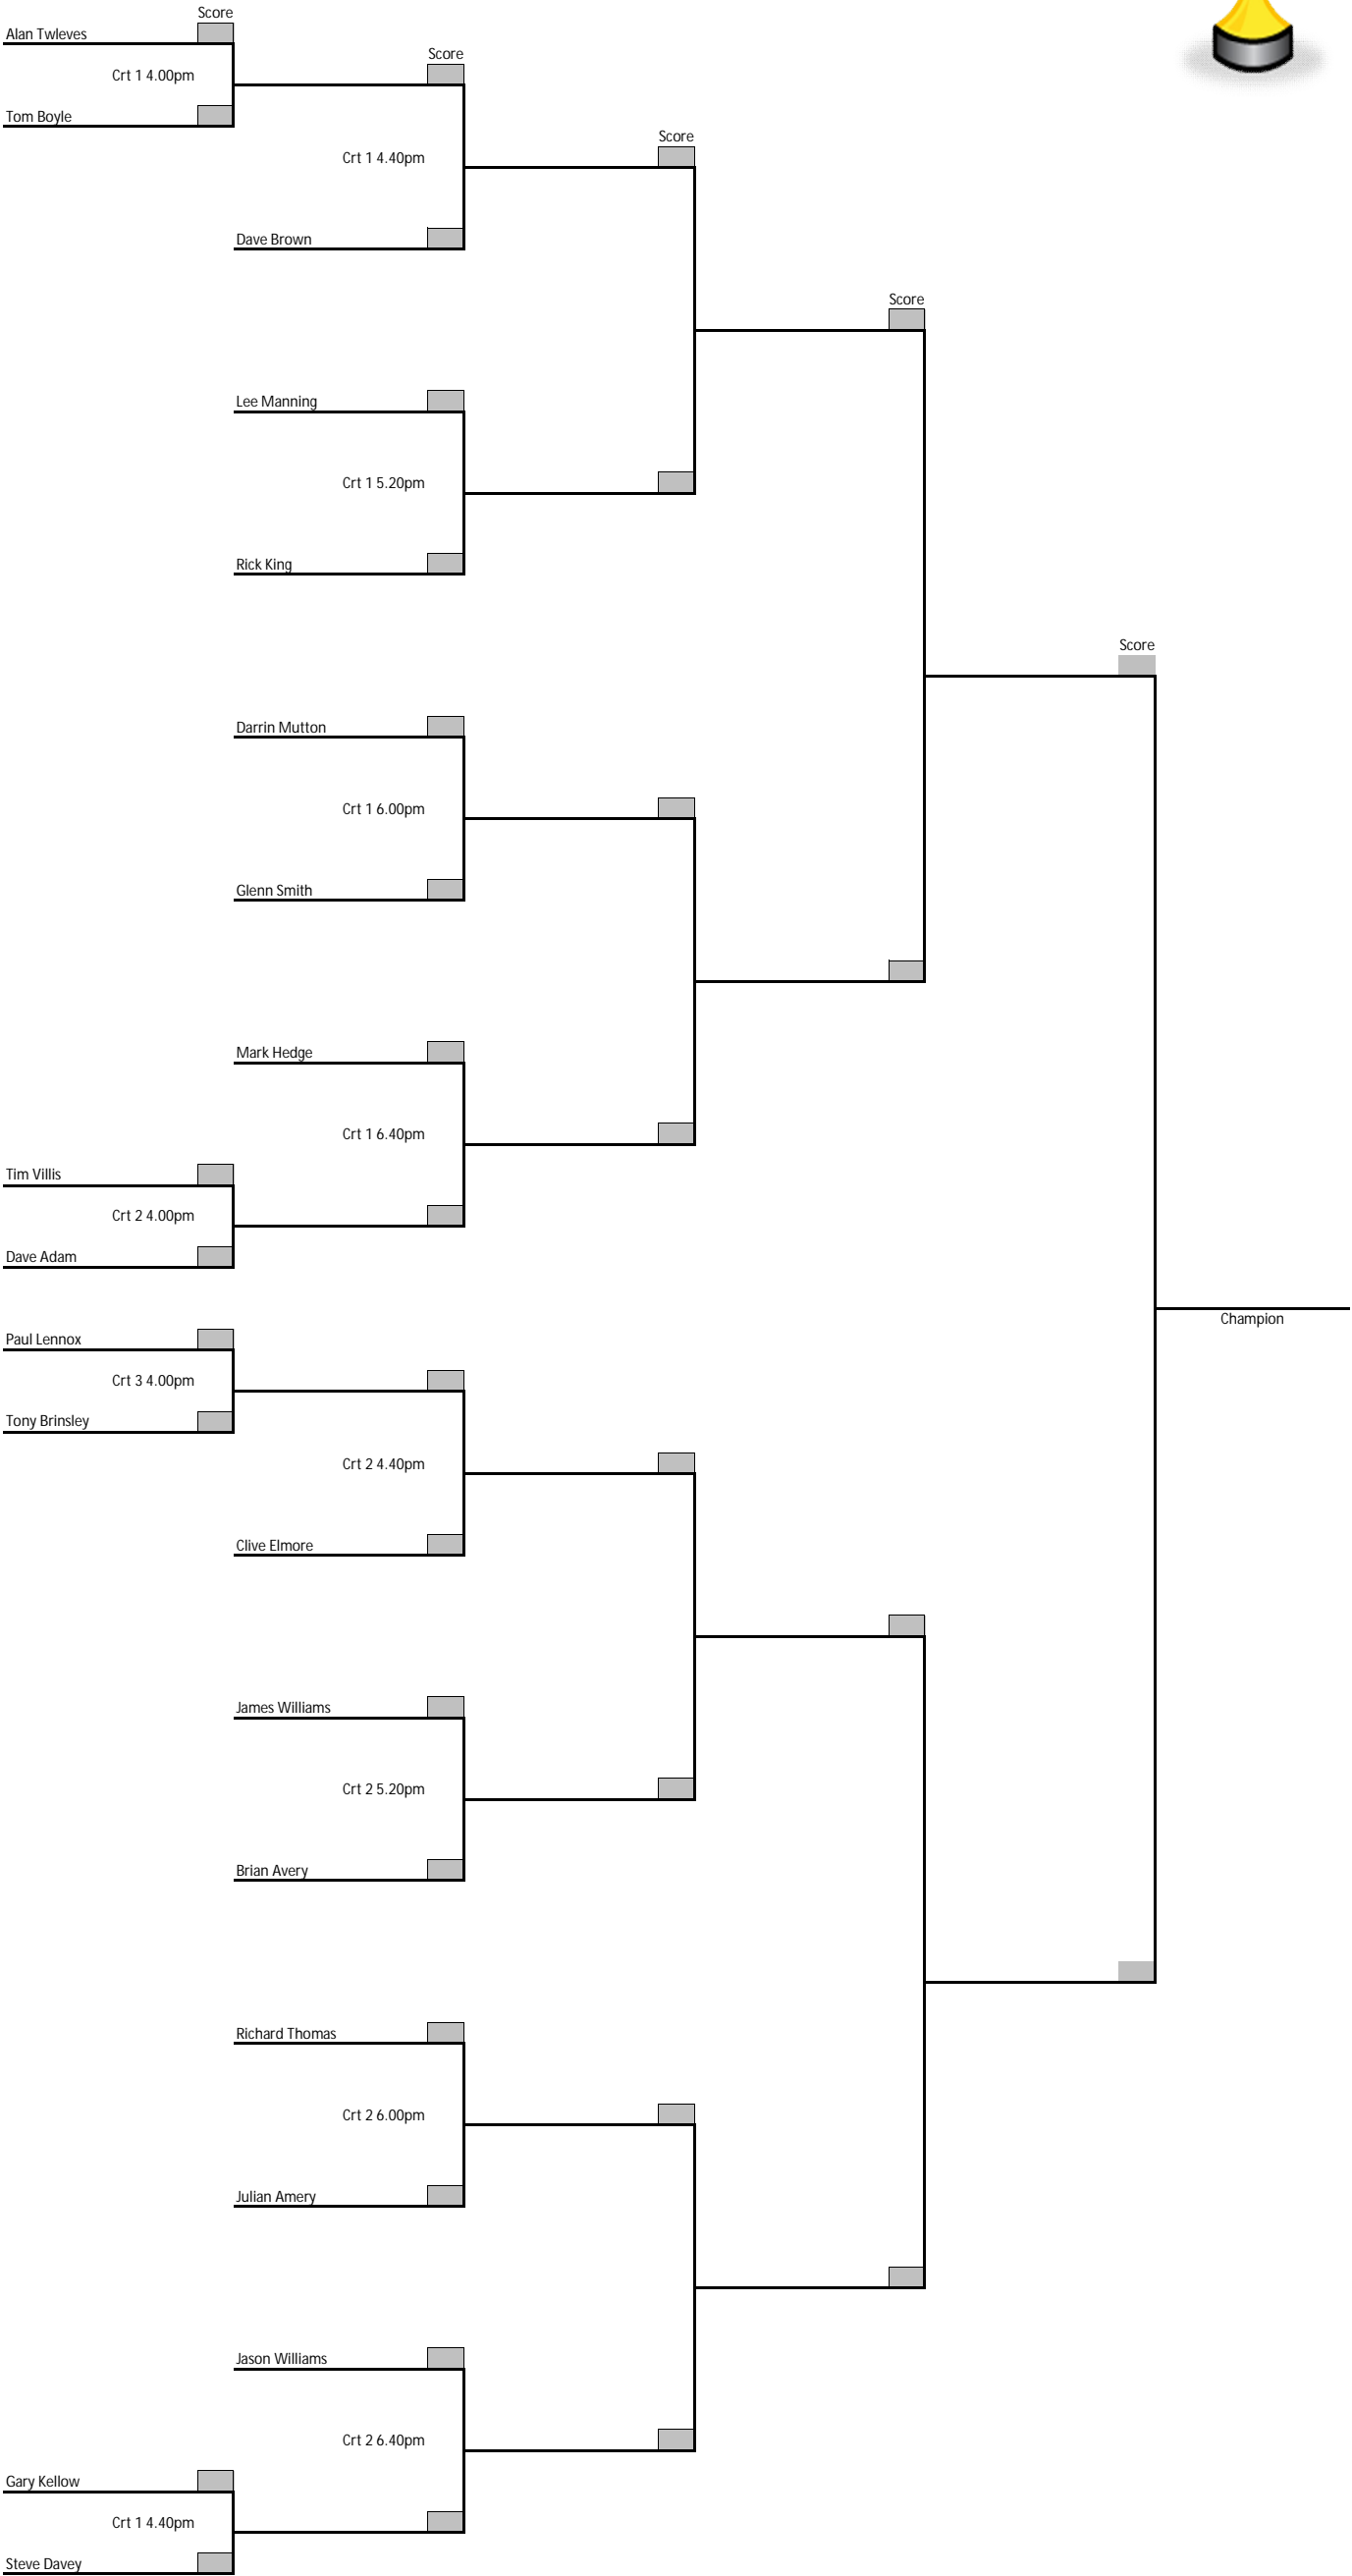 Score
Alan Twleves
Score
Crt 1 4.00pm
Tom Boyle
Score
Crt 1 4.40pm
Dave Brown
Score
Lee Manning
Crt 1 5.20pm
Rick King
Score
Darrin Mutton
Crt 1 6.00pm
Glenn Smith
Mark Hedge
Crt 1 6.40pm
Tim Villis
Crt 2 4.00pm
Dave Adam
Champion
Paul Lennox
Crt 3 4.00pm
Tony Brinsley
Crt 2 4.40pm
Clive Elmore
James Williams
Crt 2 5.20pm
Brian Avery
Richard Thomas
Crt 2 6.00pm
Julian Amery
Jason Williams
Crt 2 6.40pm
Gary Kellow
Crt 1 4.40pm
Steve Davey